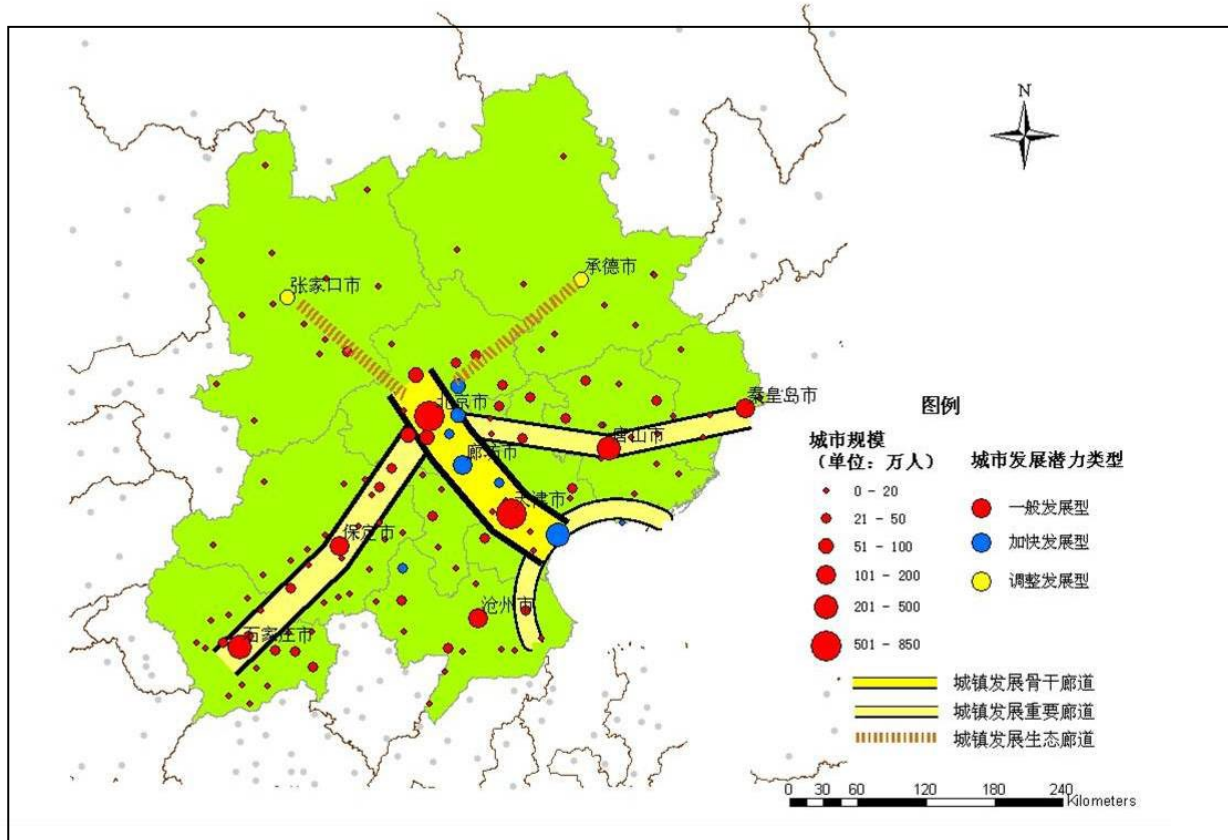 N
承德市
张家口市
秦皇岛市
北京市
唐山市
廊坊市
天津市
保定市
沧州市
石家庄市
图例
城市规模
（单位：万人）
0 - 20
21 - 50
51 - 100
101 - 200
201 - 500
501 - 850
城市发展潜力类型
一般发展型
加快发展型
调整发展型
城镇发展骨干廊道
城镇发展重要廊道
城镇发展生态廊道
0 30 60 120 180 240
Kilometers